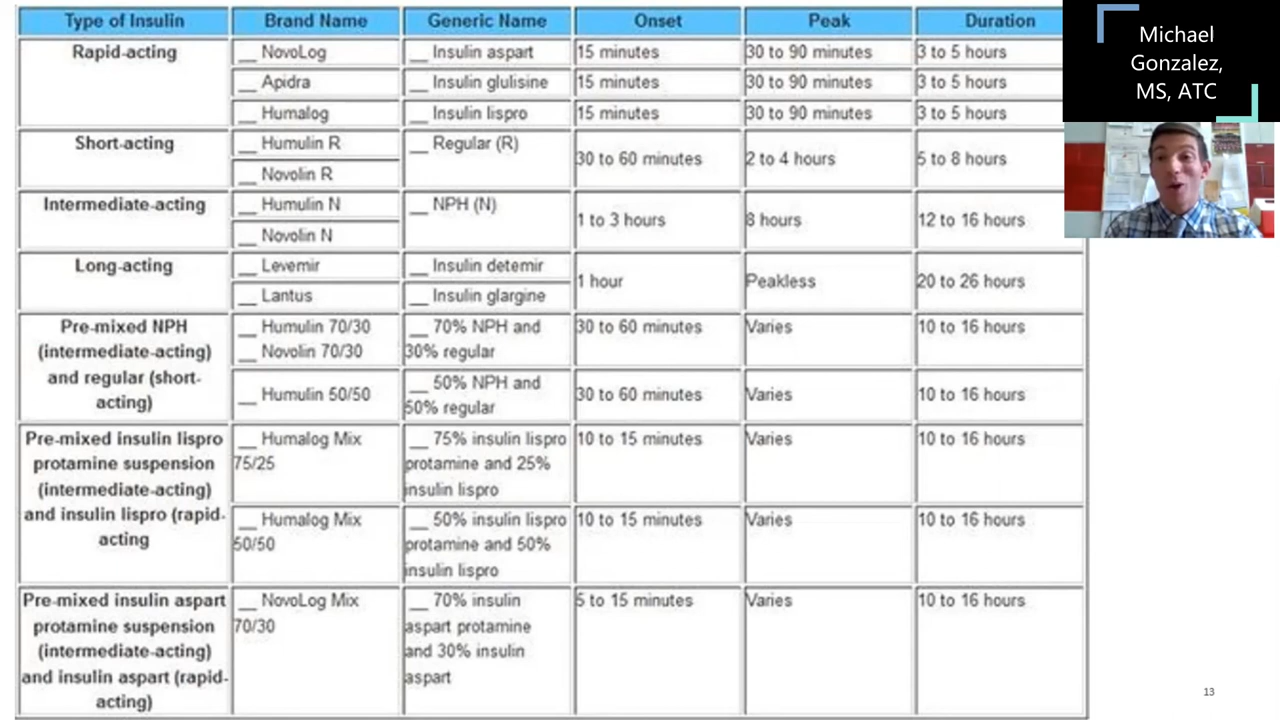 Type of Insulin Brand Name Generic Name Onset Peak Duration
Rapid-acting __ NovoLog __ Insulin aspart 15 minutes 30 to 90 minutes 3 to 5 hours
__ Apidra __ Insulin glulisine 15 minutes 30 to 90 minutes 3 to 5 hours
__ Humalog __ Insulin lispro 15 minutes 30 to 90 minutes 3 to 5 hours
Short-acting __ Humulin R __ Regular (R) 30 to 60 minutes 2 to 4 hours 5 to 8 hours
__ Novolin R
Intermediate-acting __ Humulin N __ NPH (N) 1 to 3 hours 8 hours 12 to 16 hours
__ Novolin N
Long-acting __ Levemir __ Insulin detemir 1 hour Peakless 20 to 26 hours
__ Lantus __ Insulin glargine
Pre-mixed NPH
(intermediate-acting)
and regular (short-
acting)
__ Humulin 70/30
__ Novolin 70/30
__ 70% NPH and
30% regular
30 to 60 minutes Varies 10 to 16 hours
__ Humulin 50/50
__ 50% NPH and
50% regular
30 to 60 minutes Varies 10 to 16 hours
Pre-mixed insulin lispro
protamine suspension
(intermediate-acting)
and insulin lispro (rapid-
acting
__ Humalog Mix
75/25
__ 75% insulin lispro
protamine and 25%
insulin lispro
10 to 15 minutes Varies 10 to 16 hours
__ Humalog Mix
50/50
__ 50% insulin lispro
protamine and 50%
insulin lispro
10 to 15 minutes Varies 10 to 16 hours
Pre-mixed insulin aspart
protamine suspension
(intermediate-acting)
and insulin aspart (rapid-
acting)
__ NovoLog Mix
70/30
__ 70% insulin
aspart protamine
and 30% insulin
aspart
5 to 15 minutes Varies 10 to 16 hours
Michael
Gonzalez,
MS, ATC
13